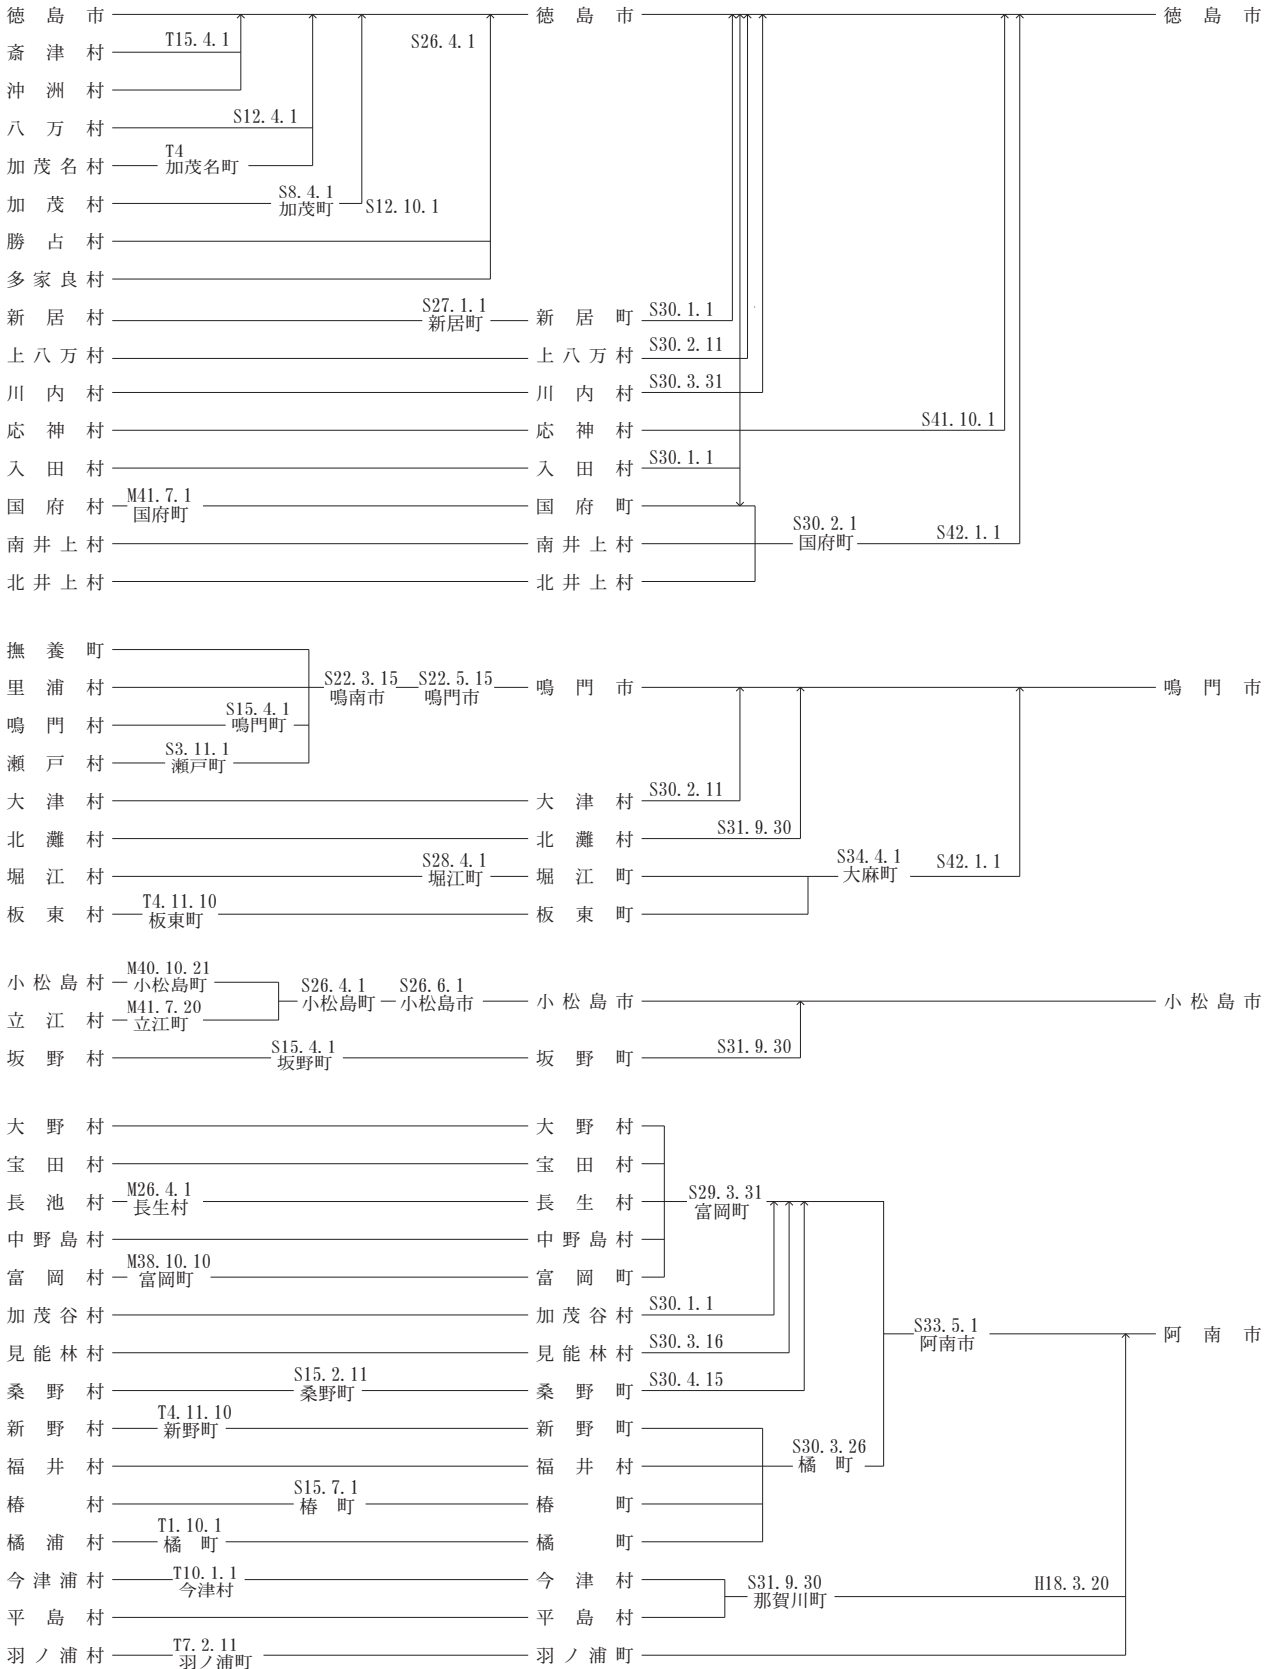 徳島市 徳島市 徳島市
斎津村 T15.4.1 S26.4.1
沖洲村
八万村 S12.4.1
加茂名村 T4 加茂名町
加茂村 S8.4.1 加茂町 S12.10.1
勝占村
多家良村
新居村 S27.1.1 新居町 新居町 S30.1.1
上八万村 上八万村 S30.2.11
川内村 川内村 S30.3.31
応神村 応神村 S41.10.1
入田村 入田村 S30.1.1
国府村 M41.7.1 国府町 国府町
南井上村 南井上村 S30.2.1 国府町 S42.1.1
北井上村 北井上村
撫養町
里浦村 S22.3.15 鳴南市 S22.5.15 鳴門市 鳴門市 鳴門市
鳴門村 S15.4.1 鳴門町
瀬戸村 S3.11.1 瀬戸町
大津村 大津村 S30.2.11
北灘村 北灘村 S31.9.30
堀江村 S28.4.1 堀江町 堀江町 S34.4.1 大麻町 S42.1.1
板東村 T4.11.10 板東町 板東町
小松島村 M40.10.21 小松島町 S26.4.1 小松島町 S26.6.1 小松島市 小松島市 小松島市
立江村 M41.7.20 立江町
坂野村 S15.4.1 坂野町 坂野町 S31.9.30
大野村 大野村
宝田村 宝田村
長池村 M26.4.1 長生村 長生村 S29.3.31 富岡町
中野島村 中野島村
富岡村 M38.10.10 富岡町 富岡町
加茂谷村 加茂谷村 S30.1.1
見能林村 見能林村 S30.3.16 S33.5.1 阿南市 阿南市
桑野村 S15.2.11 桑野町 桑野町 S30.4.15
新野村 T4.11.10 新野町 新野町
福井村 福井村 S30.3.26 橘町
椿村 S15.7.1 椿町 椿町
橘浦村 T1.10.1 橘町 橘町
今津浦村 T10.1.1 今津村 今津村 S31.9.30 那賀川町 H18.3.20
平島村 平島村
羽ノ浦村 T7.2.11 羽ノ浦町 羽ノ浦町